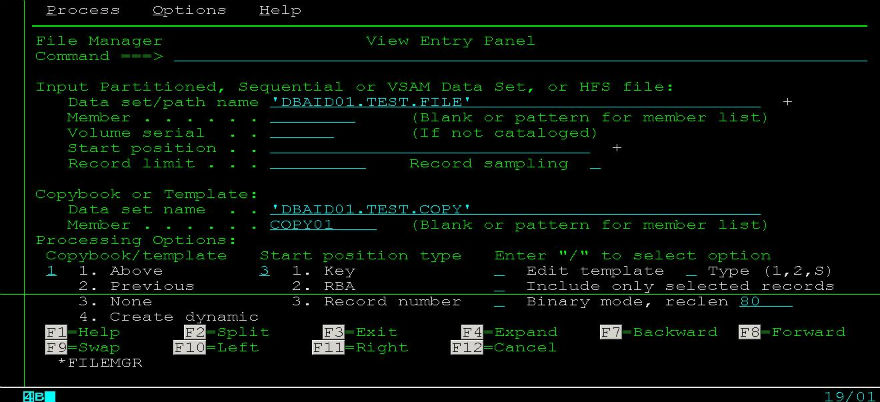 Process   Options   Help
File Manager                    View Entry Panel
Command ===>
Input Partitioned, Sequential or VSAM Data Set, or HFS file:
Data set/path name 'DBAID01.TEST.FILE' +
Member . . . . . . (Blank or pattern for member list)
Volume serial . . (If not cataloged)
Start position . . +
Record limit . . . Record sampling
Copybook or Template:
Data set name . . 'DBAID01.TEST.COPY'
Member . . . . . . COPY01 (Blank or pattern for member list)
Processing Options:
Copybook/template Start position type Enter "/" to select option
1 1. Above 3 1. Key Edit template Type (1,2,S)
2. Previous 2. RBA Include only selected records
3. None 3. Record number Binary mode, reclen 80
4. Create dynamic
F1=Help F2=Split F3=Exit F4=Expand F7=Backward F8=Forward
F9=Swap F10=Left F11=Right F12=Cancel
*FILEMGR
4B 19/01